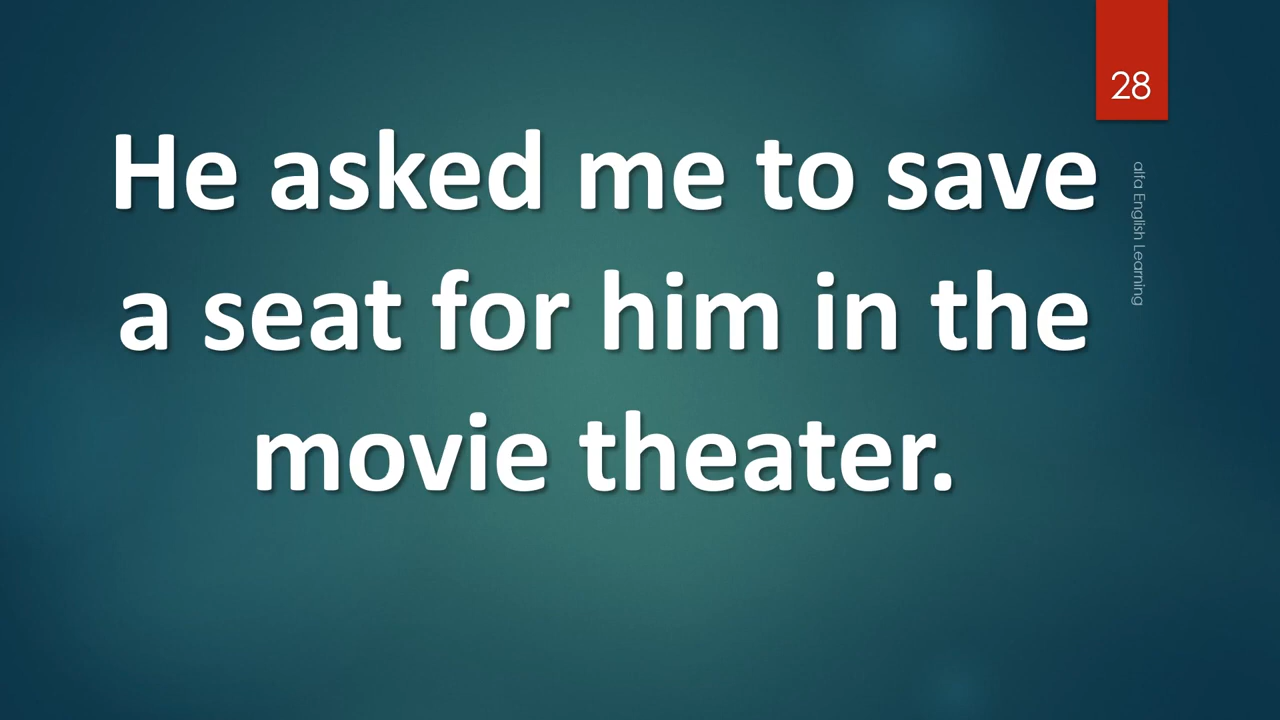 28
He asked me to save
a seat for him in the
movie theater.
alfa English Learning